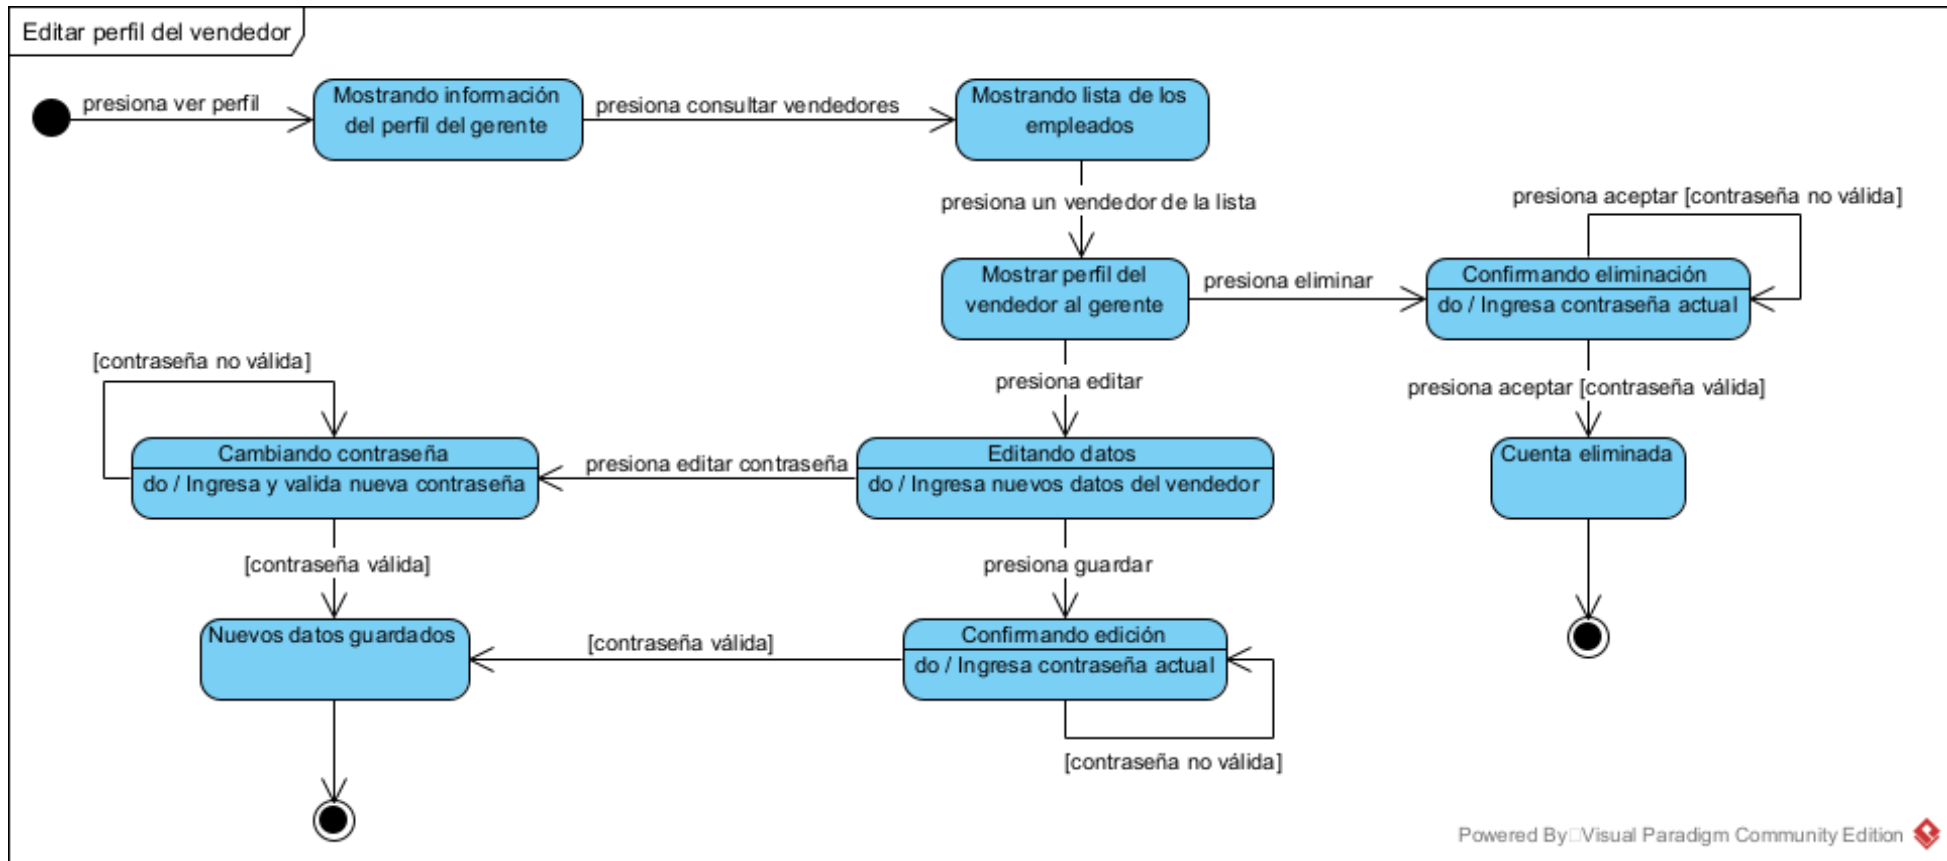 Editar perfil del vendedor
presiona ver perfil
Mostrando información
del perfil del gerente
presiona consultar vendedores
Mostrando lista de los
empleados
presiona un vendedor de la lista
presiona aceptar [contraseña no válida]
Mostrar perfil del
vendedor al gerente
presiona eliminar
Confirmando eliminación
do / Ingresa contraseña actual
[contraseña no válida]
presiona editar
presiona aceptar [contraseña válida]
Cambiando contraseña
do / Ingresa y valida nueva contraseña
presiona editar contraseña
Editando datos
do / Ingresa nuevos datos del vendedor
Cuenta eliminada
[contraseña válida]
presiona guardar
Nuevos datos guardados
[contraseña válida]
Confirmando edición
do / Ingresa contraseña actual
[contraseña no válida]
Powered By Visual Paradigm Community Edition